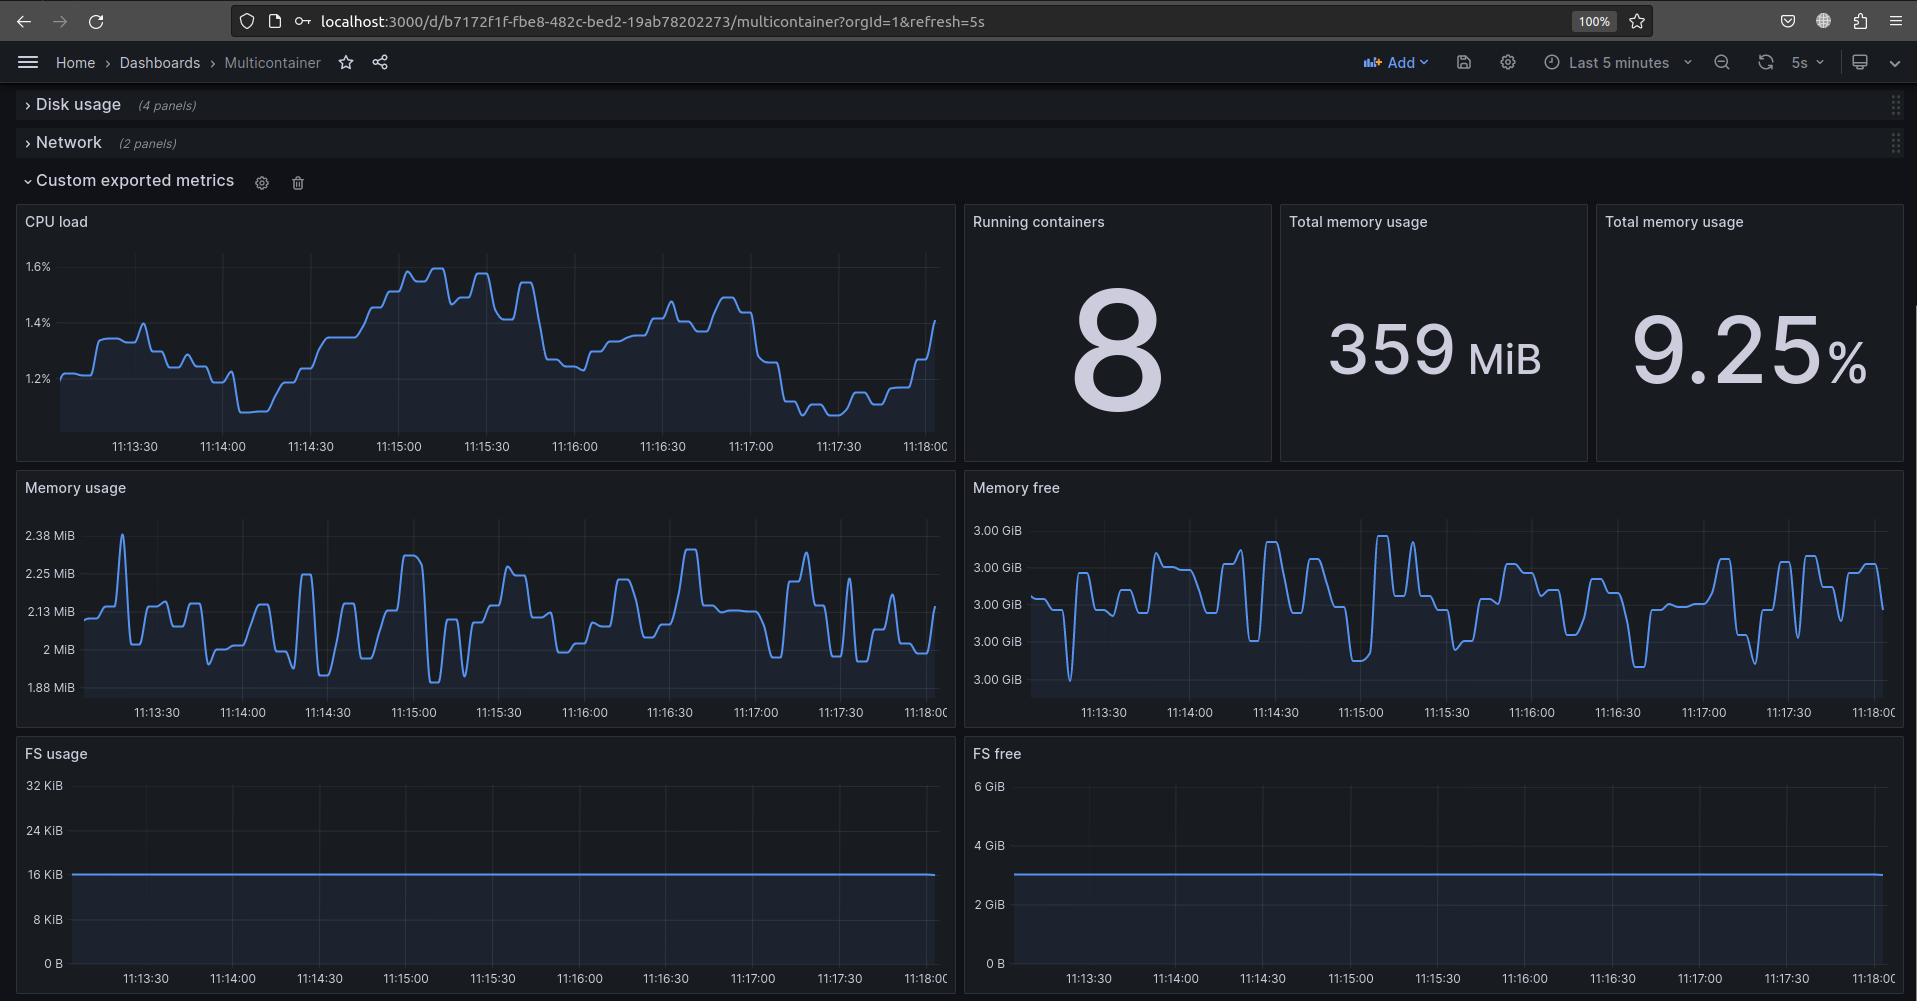 localhost:3000/d/b7172f1f-fbe8-482c-bed2-19ab78202273/multicontainer?orgId=1&refresh=5s 100%
Home › Dashboards › Multicontainer Add Last 5 minutes 5s
Disk usage (4 panels)
Network (2 panels)
Custom exported metrics
CPU load
1.6%
1.4%
1.2%
11:13:30 11:14:00 11:14:30 11:15:00 11:15:30 11:16:00 11:16:30 11:17:00 11:17:30 11:18:00
Running containers
8
Total memory usage
359 MiB
Total memory usage
9.25%
Memory usage
2.38 MiB
2.25 MiB
2.13 MiB
2 MiB
1.88 MiB
11:13:30 11:14:00 11:14:30 11:15:00 11:15:30 11:16:00 11:16:30 11:17:00 11:17:30 11:18:00
Memory free
3.00 GiB
3.00 GiB
3.00 GiB
3.00 GiB
3.00 GiB
11:13:30 11:14:00 11:14:30 11:15:00 11:15:30 11:16:00 11:16:30 11:17:00 11:17:30 11:18:00
FS usage
32 KiB
24 KiB
16 KiB
8 KiB
0 B
11:13:30 11:14:00 11:14:30 11:15:00 11:15:30 11:16:00 11:16:30 11:17:00 11:17:30 11:18:00
FS free
6 GiB
4 GiB
2 GiB
0 B
11:13:30 11:14:00 11:14:30 11:15:00 11:15:30 11:16:00 11:16:30 11:17:00 11:17:30 11:18:00